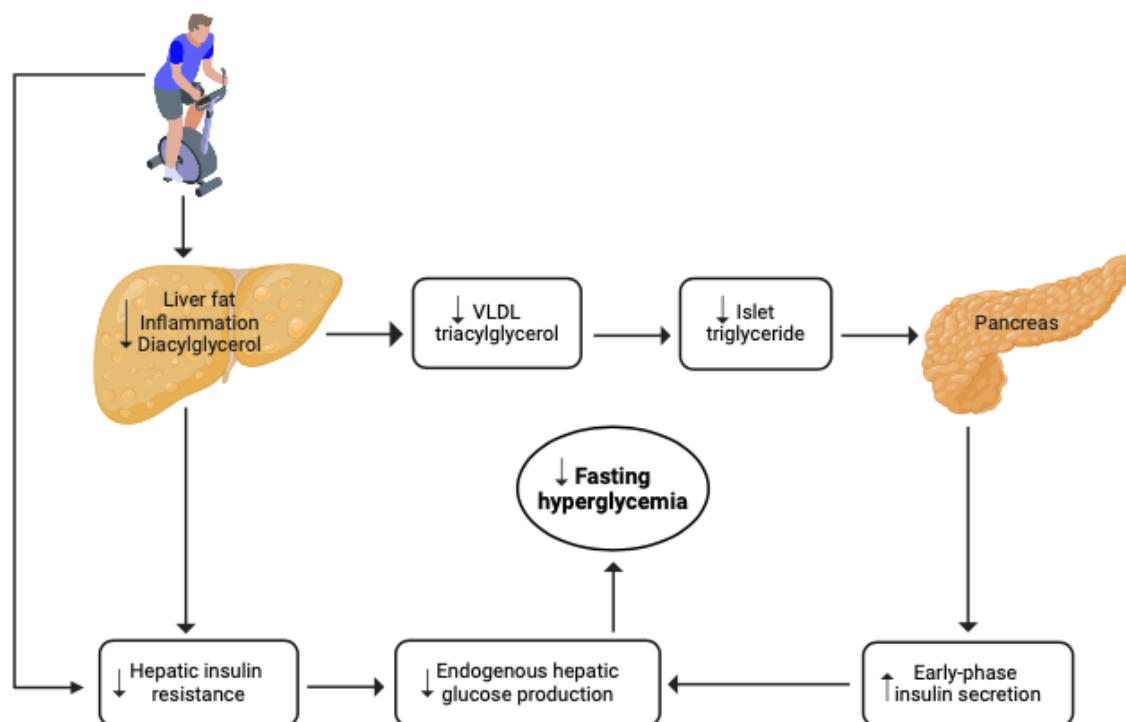 ↓ Liver fat
Inflammation
Diacylglycerol
↓ VLDL
triacylglycerol
↓ Islet
triglyceride
Pancreas
↓ Fasting
hyperglycemia
↓ Hepatic insulin
resistance
↓ Endogenous hepatic
glucose production
↑ Early-phase
insulin secretion